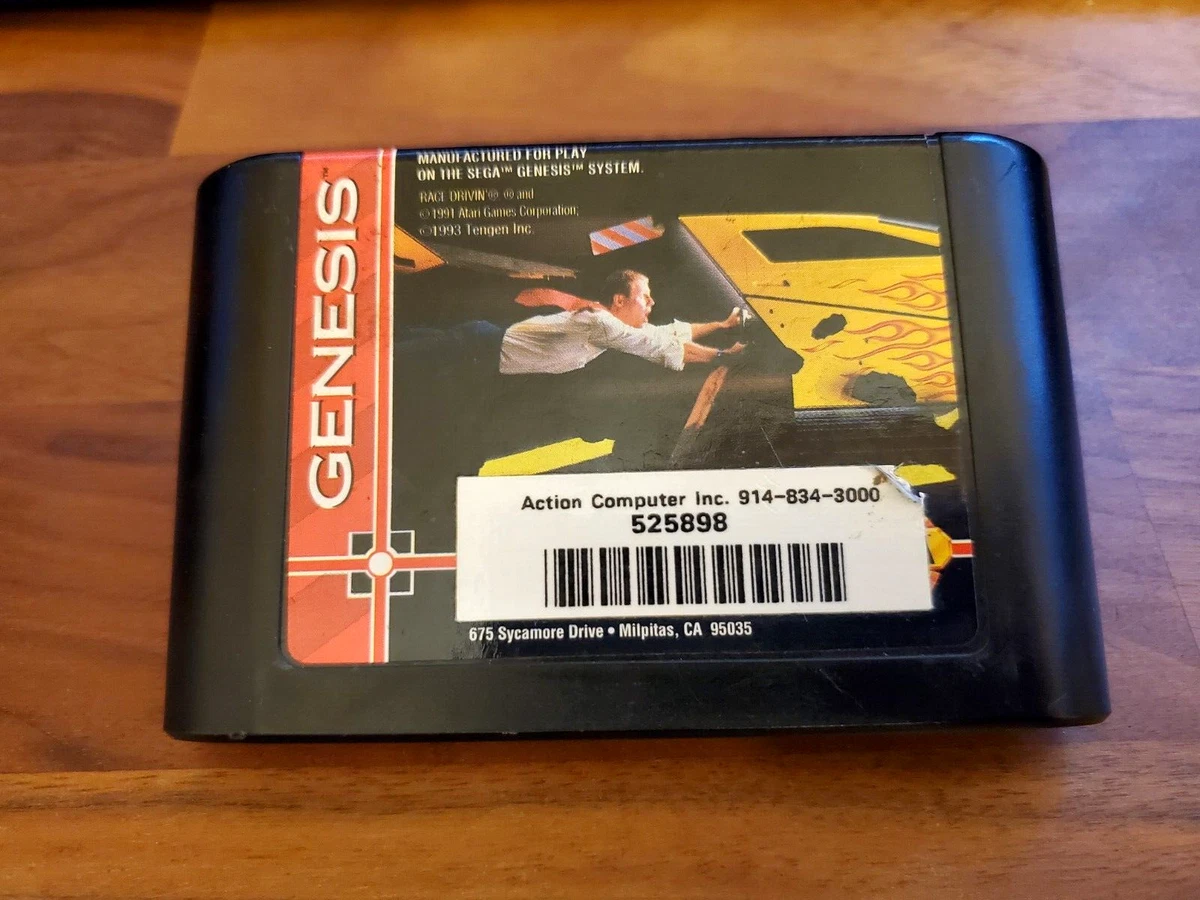 GENESIS™
MANUFACTURED FOR PLAY
ON THE SEGA™ GENESIS™ SYSTEM.
RACE DRIVIN'® ® and
©1991 Atari Games Corporation;
©1993 Tengen Inc.
Action Computer Inc. 914-834-3000
525898
675 Sycamore Drive • Milpitas, CA 95035